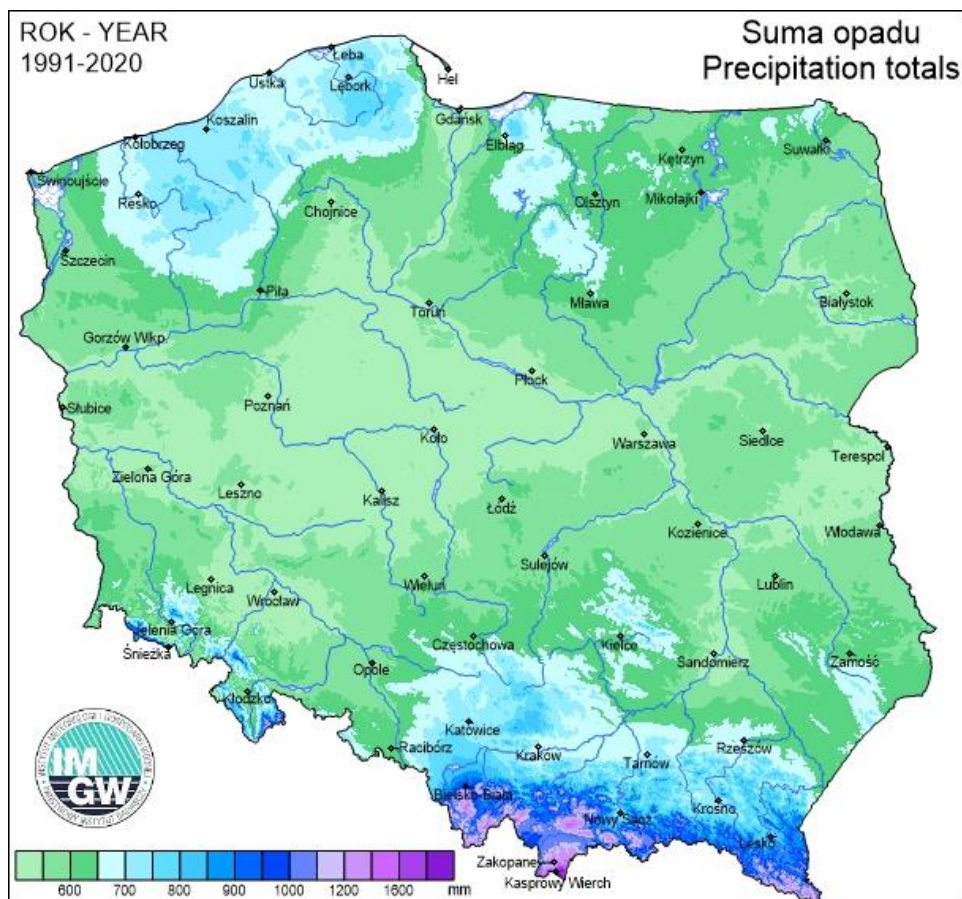 ROK - YEAR
1991-2020
Suma opadu
Precipitation totals
Łeba
Hel
Ustka
Lębork
Gdańsk
Koszalin
Kołobrzeg
Elbląg
Suwałki
Kętrzyn
Świnoujście
Resko
Chojnice
Olsztyn
Mikołajki
Szczecin
Piła
Toruń
Mława
Białystok
Gorzów Wlkp.
Płock
Słubice
Poznań
Koło
Warszawa
Siedlce
Terespol
Zielona Góra
Leszno
Kalisz
Łódź
Kozienice
Włodawa
Sulejów
Legnica
Wrocław
Wieluń
Lublin
Jelenia Góra
Śnieżka
Częstochowa
Kielce
Sandomierz
Zamość
Opole
Kłodzko
Katowice
Racibórz
Kraków
Tarnów
Rzeszów
Bielsko-Biała
Nowy Sącz
Krosno
Lesko
Zakopane
Kasprowy Wierch
IM
GW
600 700 800 900 1000 1200 1600 mm